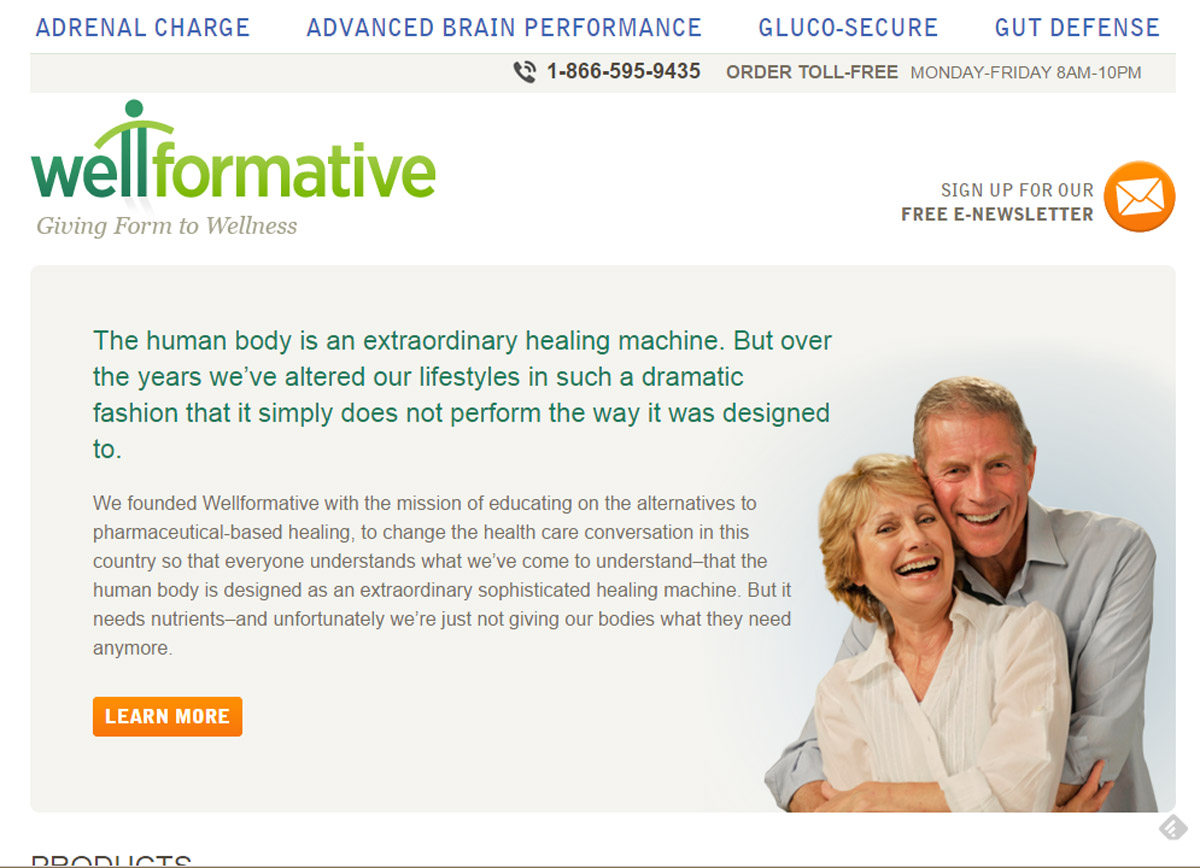 ADRENAL CHARGE ADVANCED BRAIN PERFORMANCE GLUCO-SECURE GUT DEFENSE
1-866-595-9435 ORDER TOLL-FREE MONDAY-FRIDAY 8AM-10PM
wellformative
Giving Form to Wellness
SIGN UP FOR OUR
FREE E-NEWSLETTER
The human body is an extraordinary healing machine. But over
the years we’ve altered our lifestyles in such a dramatic
fashion that it simply does not perform the way it was designed
to.
We founded Wellformative with the mission of educating on the alternatives to
pharmaceutical-based healing, to change the health care conversation in this
country so that everyone understands what we’ve come to understand–that the
human body is designed as an extraordinary sophisticated healing machine. But it
needs nutrients–and unfortunately we’re just not giving our bodies what they need
anymore.
LEARN MORE
PRODUCTS